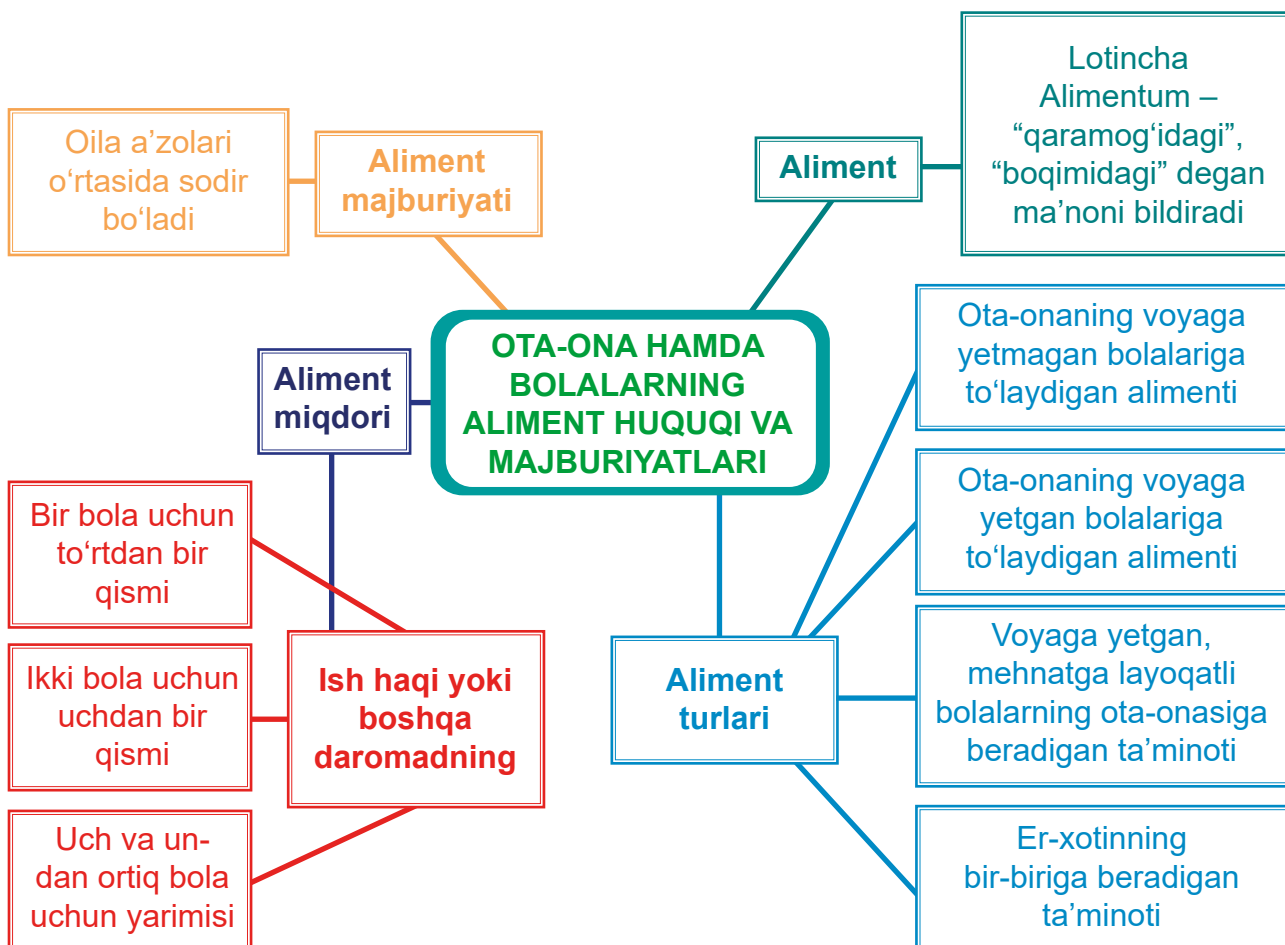 Oila a’zolari
o‘rtasida sodir
bo‘ladi
Aliment
majburiyati
Aliment
Lotincha
Alimentum –
“qaramog‘idagi”,
“boqimidagi” degan
ma’noni bildiradi
OTA-ONA HAMDA
BOLALARNING
ALIMENT HUQUQI VA
MAJBURIYATLARI
Aliment
miqdori
Bir bola uchun
to‘rtdan bir
qismi
Ikki bola uchun
uchdan bir
qismi
Uch va un-
dan ortiq bola
uchun yarimisi
Ish haqi yoki
boshqa
daromadning
Aliment
turlari
Ota-onaning voyaga
yetmagan bolalariga
to‘laydigan alimenti
Ota-onaning voyaga
yetgan bolalariga
to‘laydigan alimenti
Voyaga yetgan,
mehnatga layoqatli
bolalarning ota-onasiga
beradigan ta’minoti
Er-xotinning
bir-biriga beradigan
ta’minoti